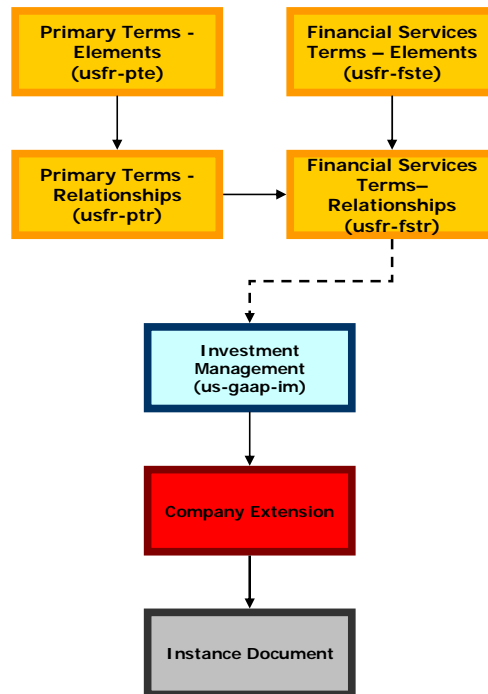 Primary Terms -
Elements
(usfr-pte)
Financial Services
Terms – Elements
(usfr-fste)
Primary Terms -
Relationships
(usfr-ptr)
Financial Services
Terms–
Relationships
(usfr-fstr)
Investment
Management
(us-gaap-im)
Company Extension
Instance Document